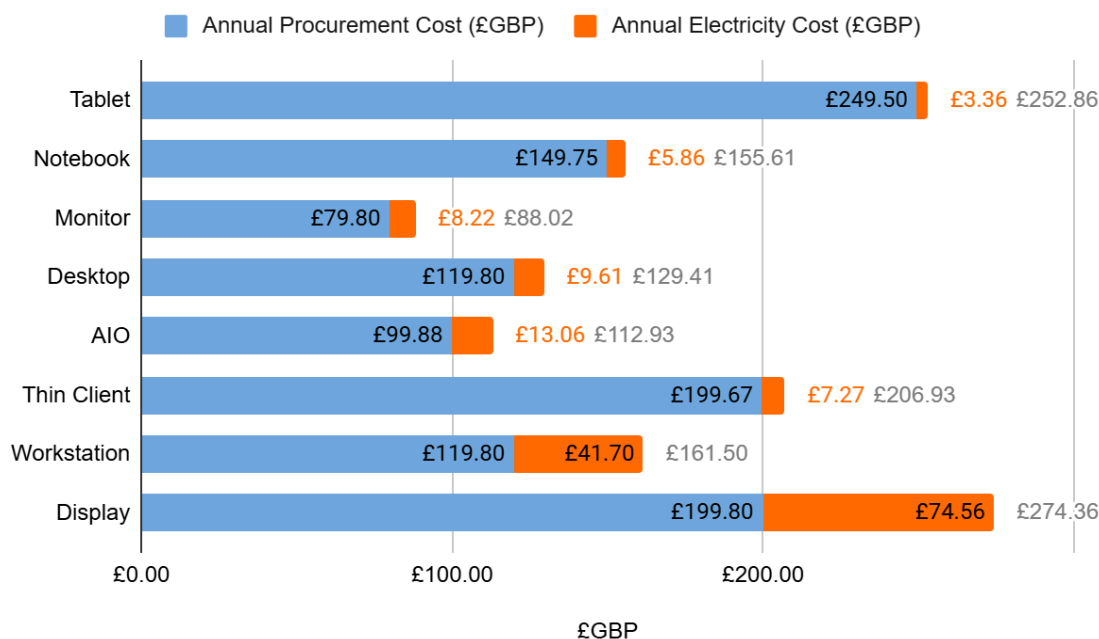 Annual Procurement Cost (£GBP) Annual Electricity Cost (£GBP)
Tablet £249.50 £3.36 £252.86
Notebook £149.75 £5.86 £155.61
Monitor £79.80 £8.22 £88.02
Desktop £119.80 £9.61 £129.41
AIO £99.88 £13.06 £112.93
Thin Client £199.67 £7.27 £206.93
Workstation £119.80 £41.70 £161.50
Display £199.80 £74.56 £274.36
£0.00 £100.00 £200.00
£GBP